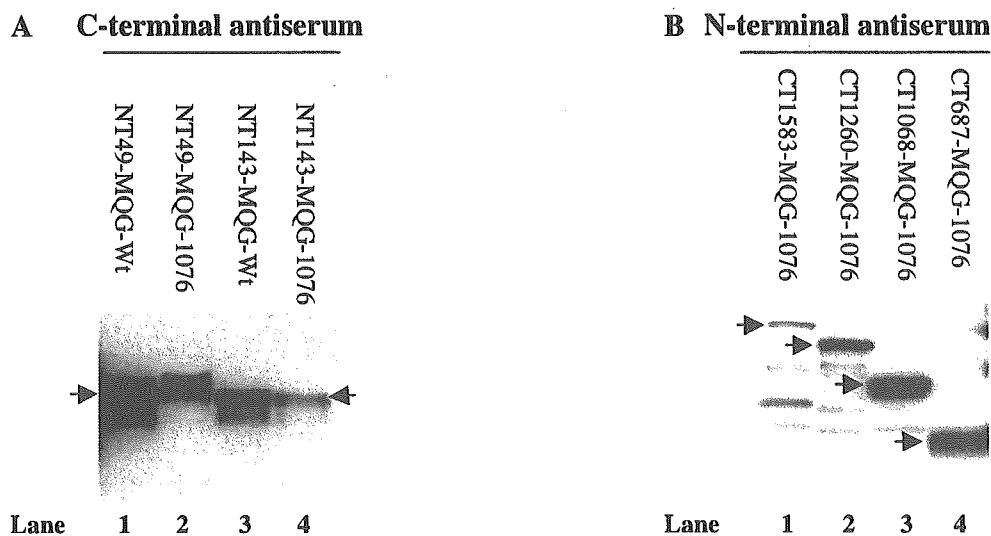 A C-terminal antiserum
NT49-MQG-Wt
NT49-MQG-1076
NT143-MQG-Wt
NT143-MQG-1076
Lane 1 2 3 4
B N-terminal antiserum
CT1583-MQG-1076
CT1260-MQG-1076
CT1068-MQG-1076
CT687-MQG-1076
Lane 1 2 3 4